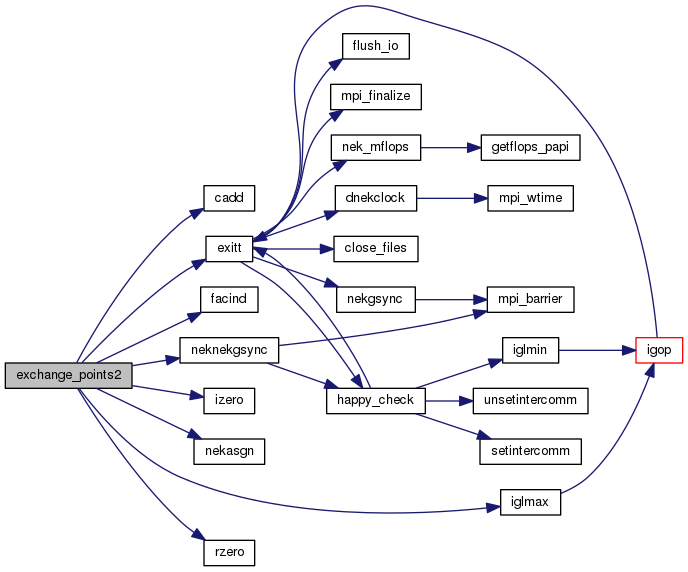 flush_io
mpi_finalize
nek_mflops
getflops_papi
cadd
dnekclock
mpi_wtime
exitt
close_files
facind
nekgsync
mpi_barrier
neknekgsync
iglmin
igop
exchange_points2
izero
happy_check
unsetintercomm
nekasgn
setintercomm
iglmax
rzero